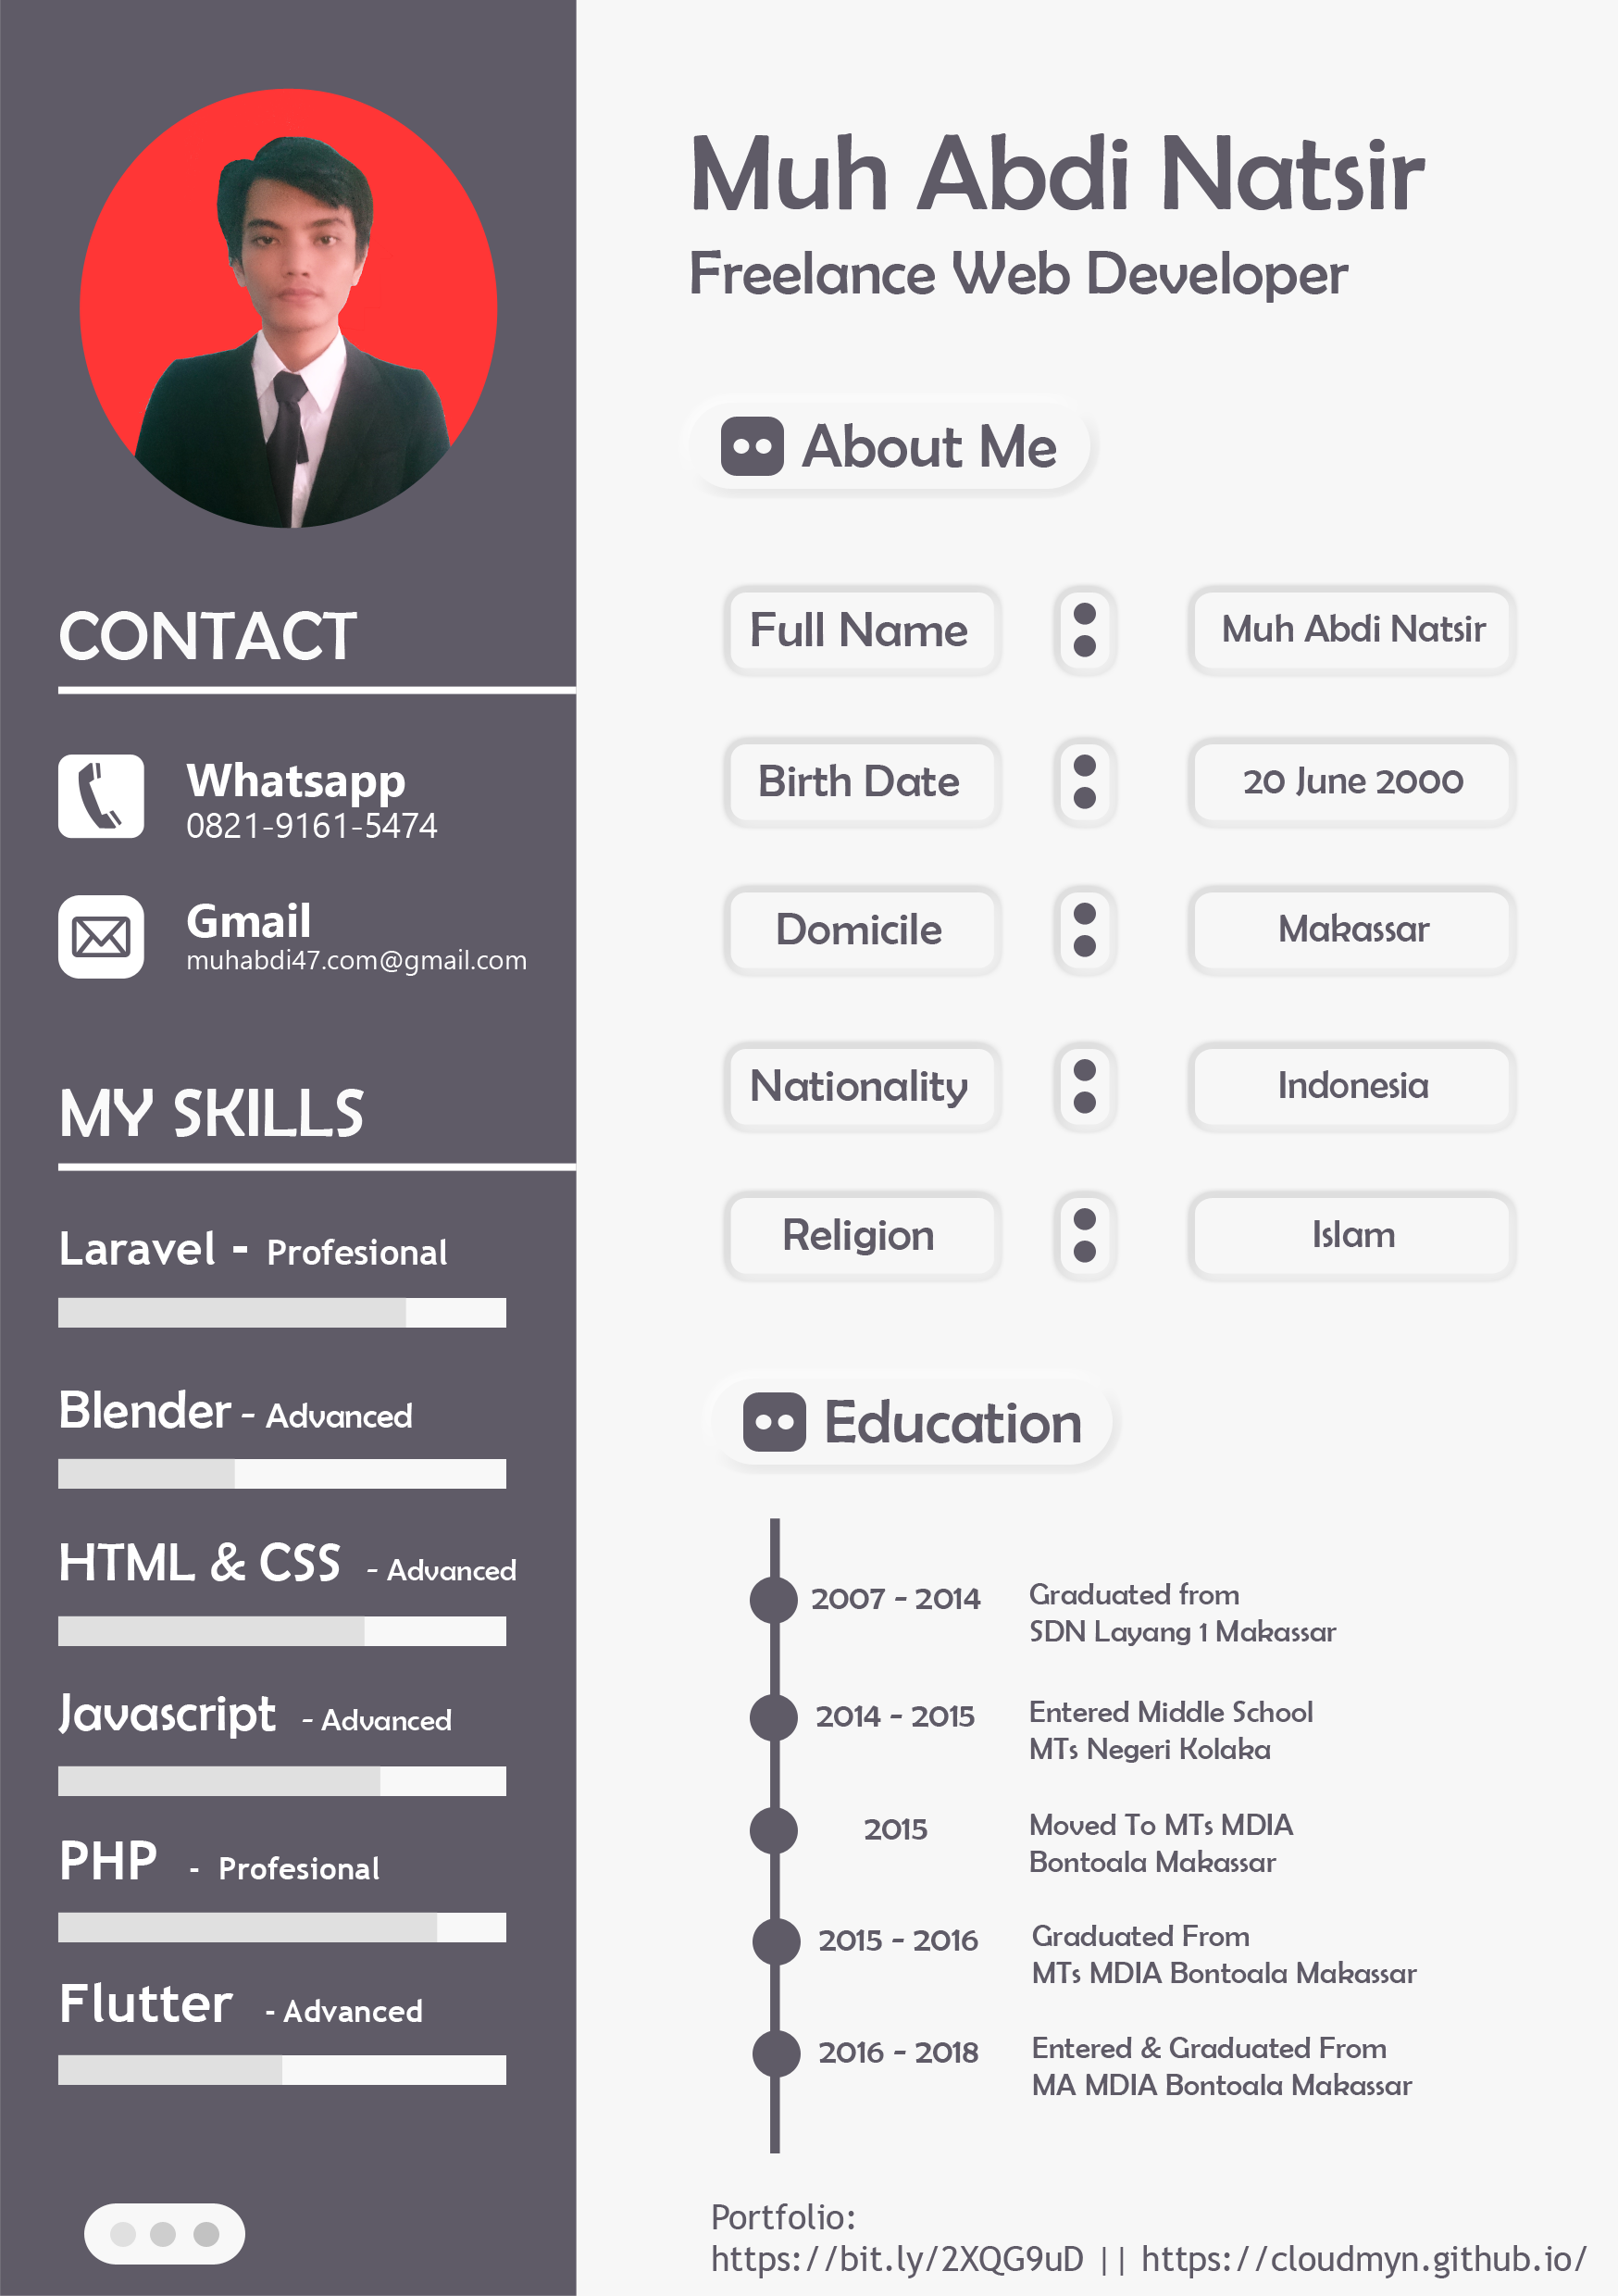 Muh Abdi Natsir
Freelance Web Developer
CONTACT
Whatsapp
0821-9161-5474
Gmail
muhabdi47.com@gmail.com
MY SKILLS
Laravel - Profesional
Blender - Advanced
HTML & CSS - Advanced
Javascript - Advanced
PHP - Profesional
Flutter - Advanced
About Me
Full Name : Muh Abdi Natsir
Birth Date : 20 June 2000
Domicile : Makassar
Nationality : Indonesia
Religion : Islam
Education
2007 - 2014 Graduated from
SDN Layang 1 Makassar
2014 - 2015 Entered Middle School
MTs Negeri Kolaka
2015 Moved To MTs MDIA
Bontoala Makassar
2015 - 2016 Graduated From
MTs MDIA Bontoala Makassar
2016 - 2018 Entered & Graduated From
MA MDIA Bontoala Makassar
Portfolio:
https://bit.ly/2XQG9uD || https://cloudmyn.github.io/